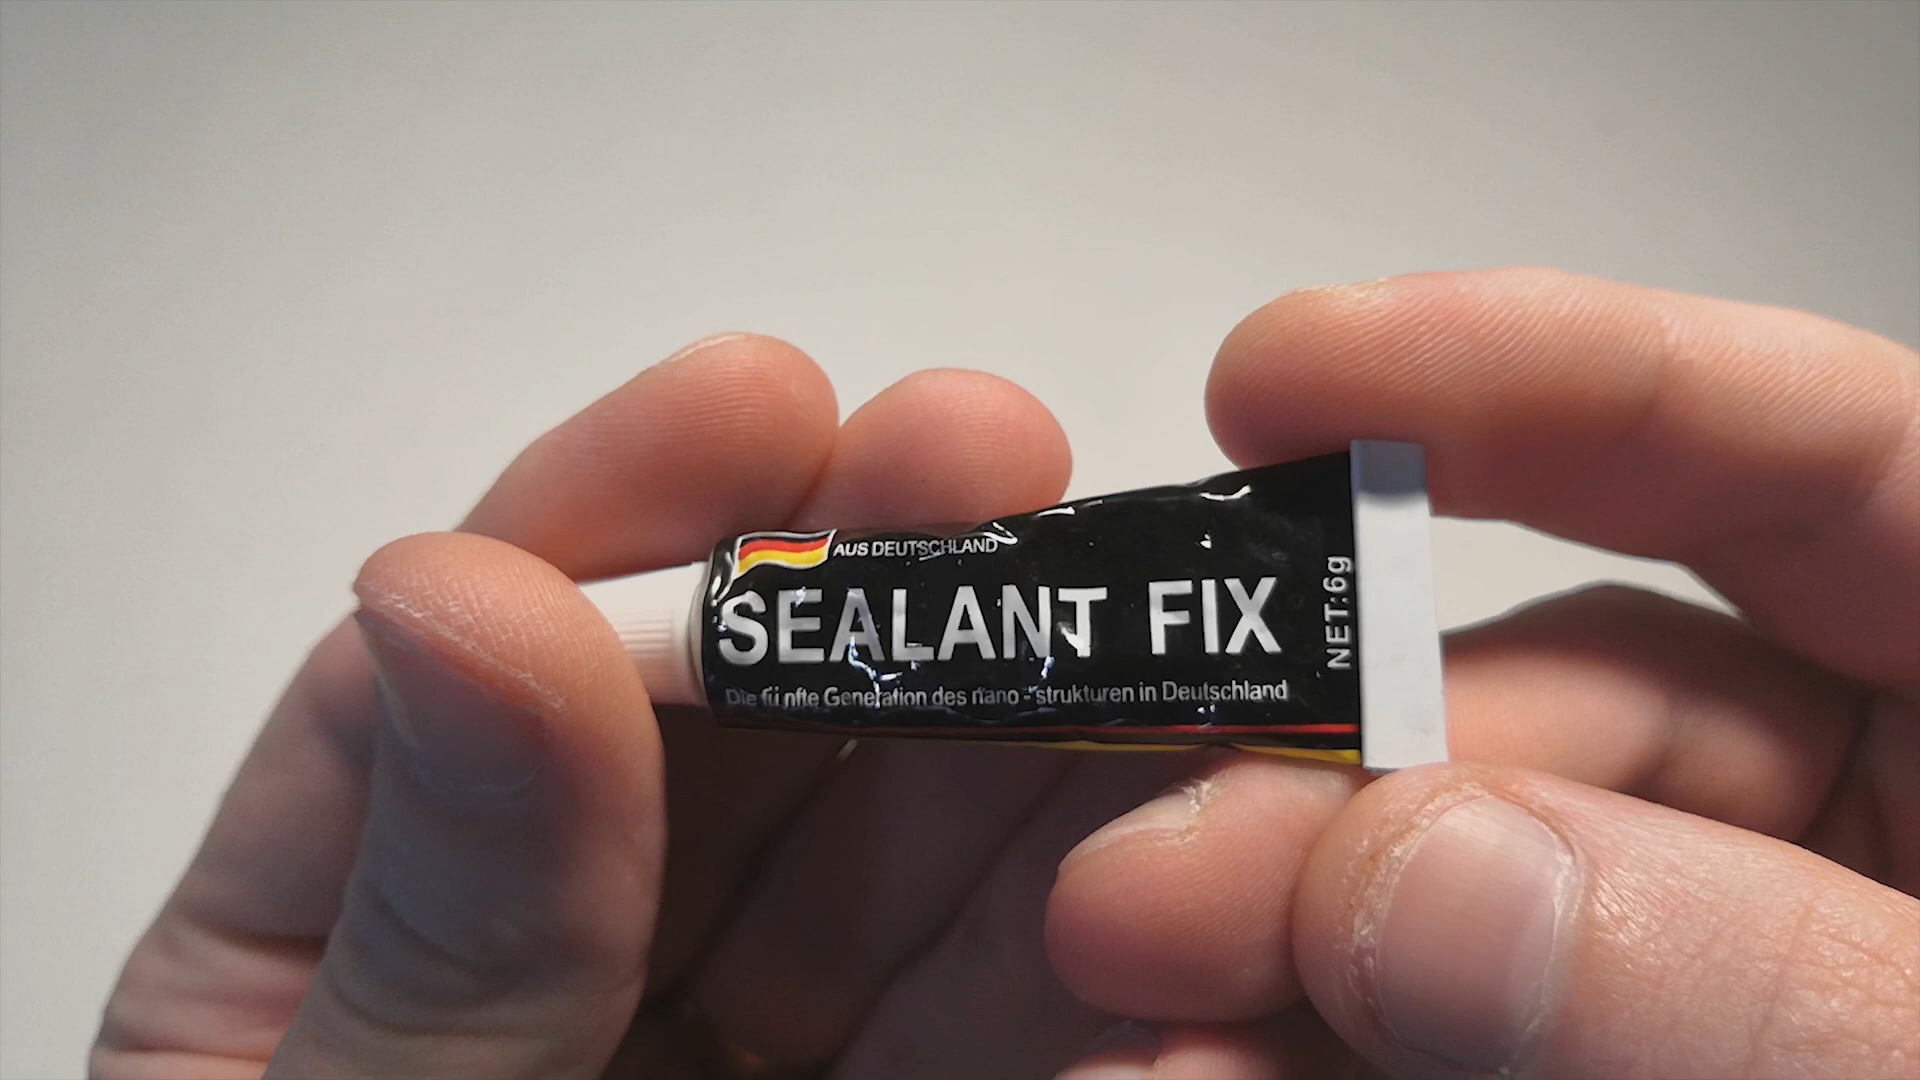 AUS DEUTSCHLAND
SEALANT FIX
Die fü nfte Generation des nano - strukturen in Deutschland
NET:6g